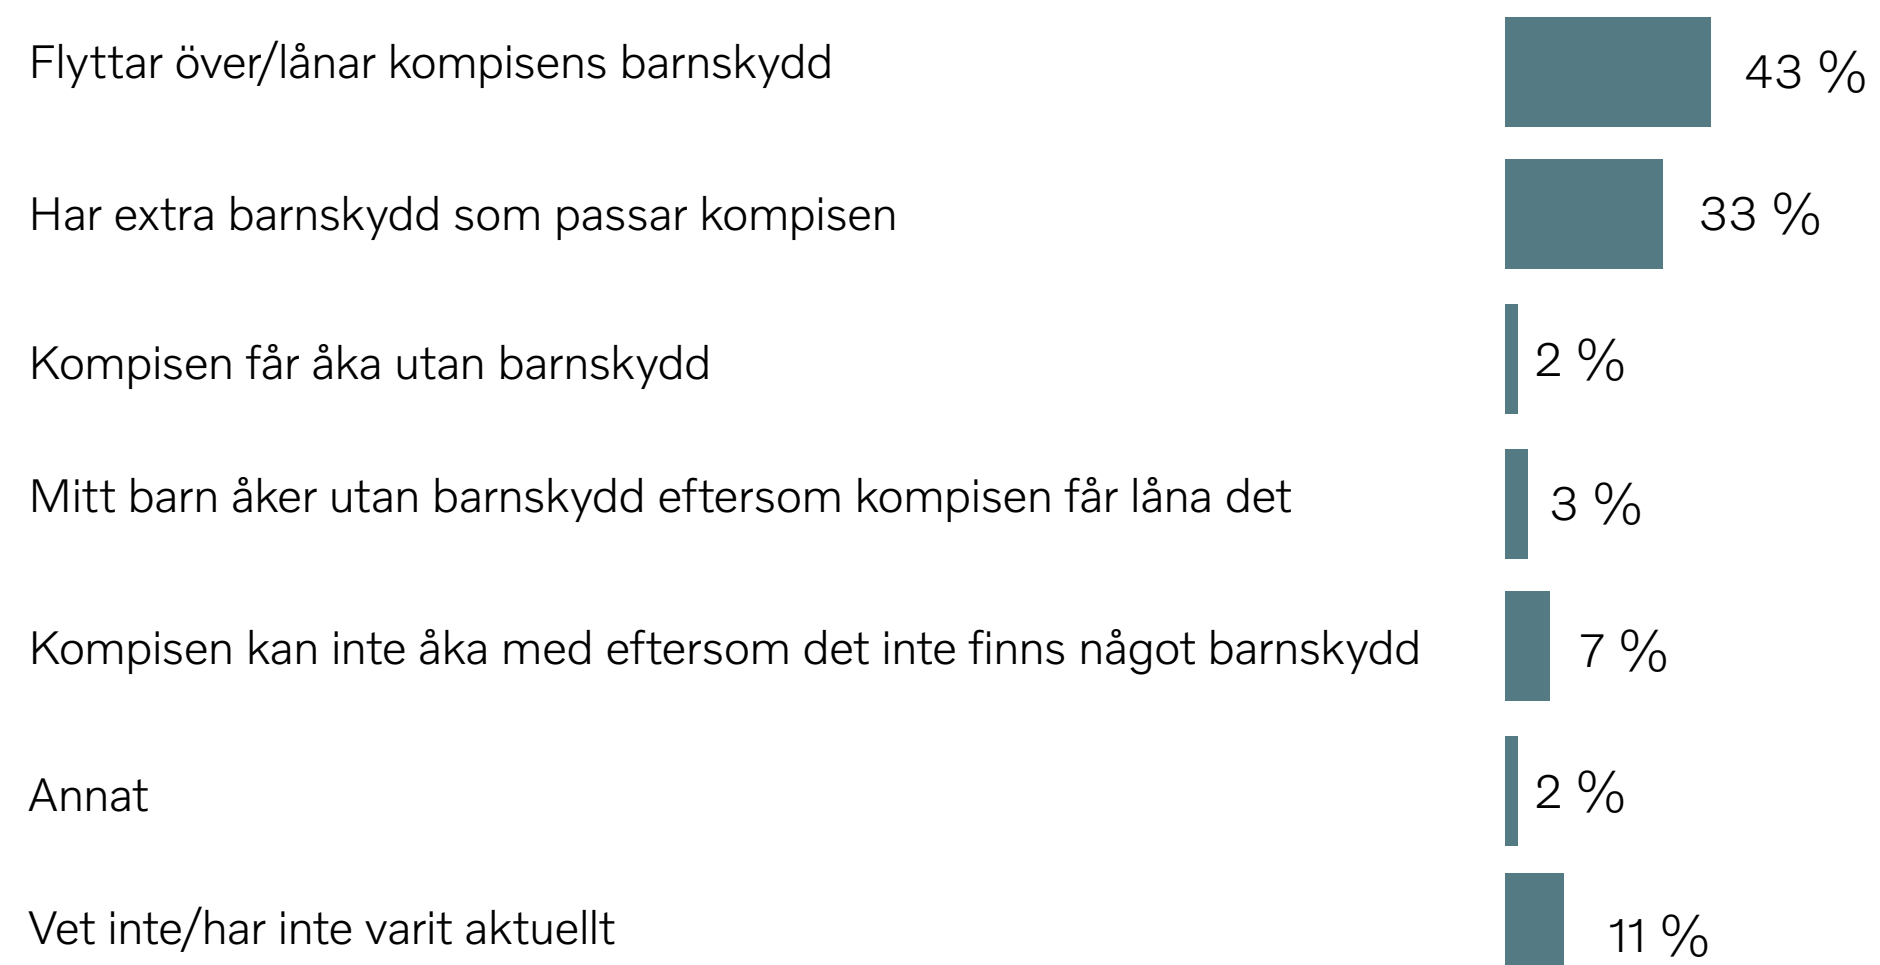 Flyttar över/lånar kompisens barnskydd 43 %
Har extra barnskydd som passar kompisen 33 %
Kompisen får åka utan barnskydd 2 %
Mitt barn åker utan barnskydd eftersom kompisen får låna det 3 %
Kompisen kan inte åka med eftersom det inte finns något barnskydd 7 %
Annat 2 %
Vet inte/har inte varit aktuellt 11 %